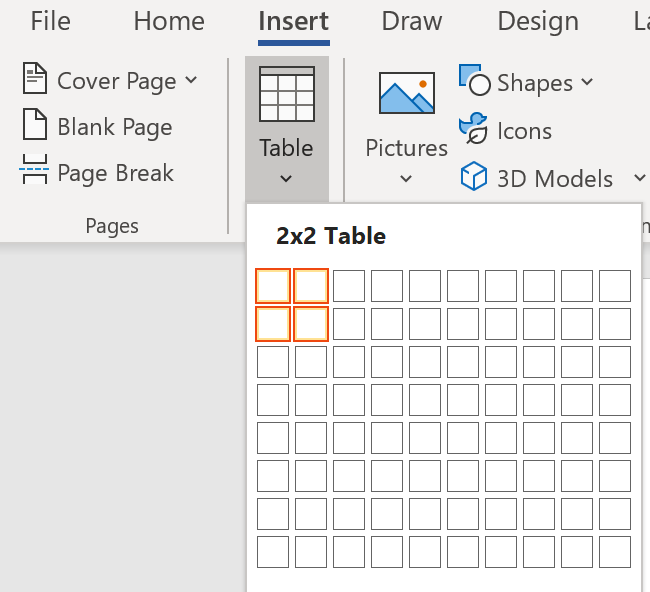 File Home Insert Draw Design
Cover Page
Blank Page
Page Break
Pages
Table
Pictures
Shapes
Icons
3D Models
2x2 Table